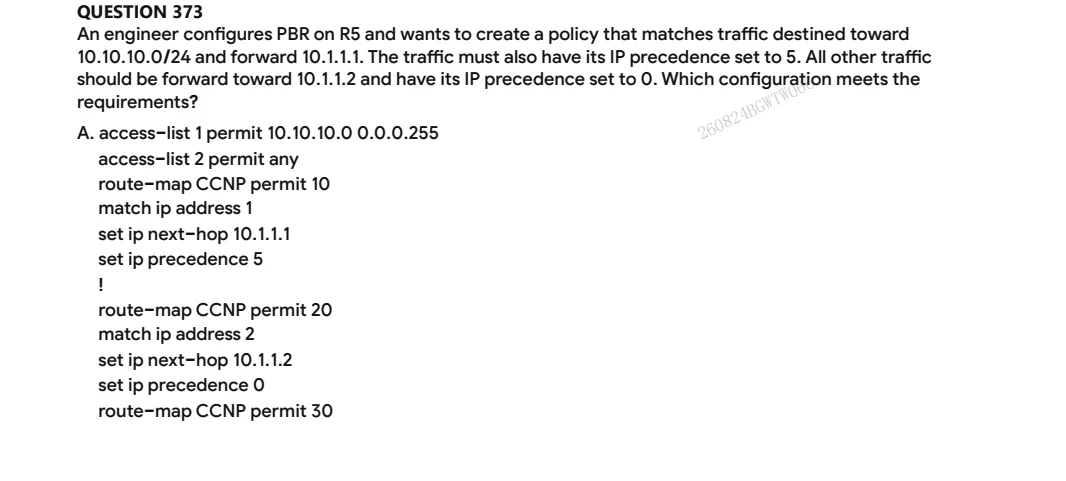 QUESTION 373
An engineer configures PBR on R5 and wants to create a policy that matches traffic destined toward
10.10.10.0/24 and forward 10.1.1.1. The traffic must also have its IP precedence set to 5. All other traffic
should be forward toward 10.1.1.2 and have its IP precedence set to 0. Which configuration meets the
requirements?
A. access-list 1 permit 10.10.10.0 0.0.0.255
access-list 2 permit any
route-map CCNP permit 10
match ip address 1
set ip next-hop 10.1.1.1
set ip precedence 5
!
route-map CCNP permit 20
match ip address 2
set ip next-hop 10.1.1.2
set ip precedence 0
route-map CCNP permit 30